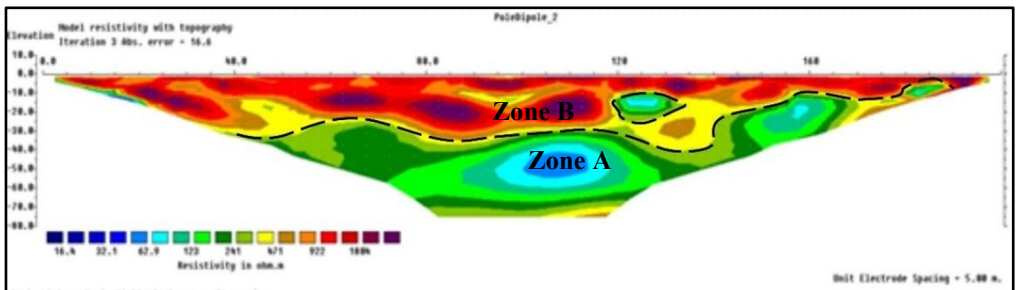 PoleDipole_2
Model resistivity with topography
Elevation
Iteration 3 Abs. error = 16.6
0.0 40.0 80.0 120 160
10.0
0.0
-10.0
-20.0
-30.0
-40.0
-50.0
-60.0
-70.0
-80.0
Zone B
Zone A
16.4 32.1 62.9 123 241 471 922 1804
Resistivity in ohm.m
Unit Electrode Spacing = 5.00 m.